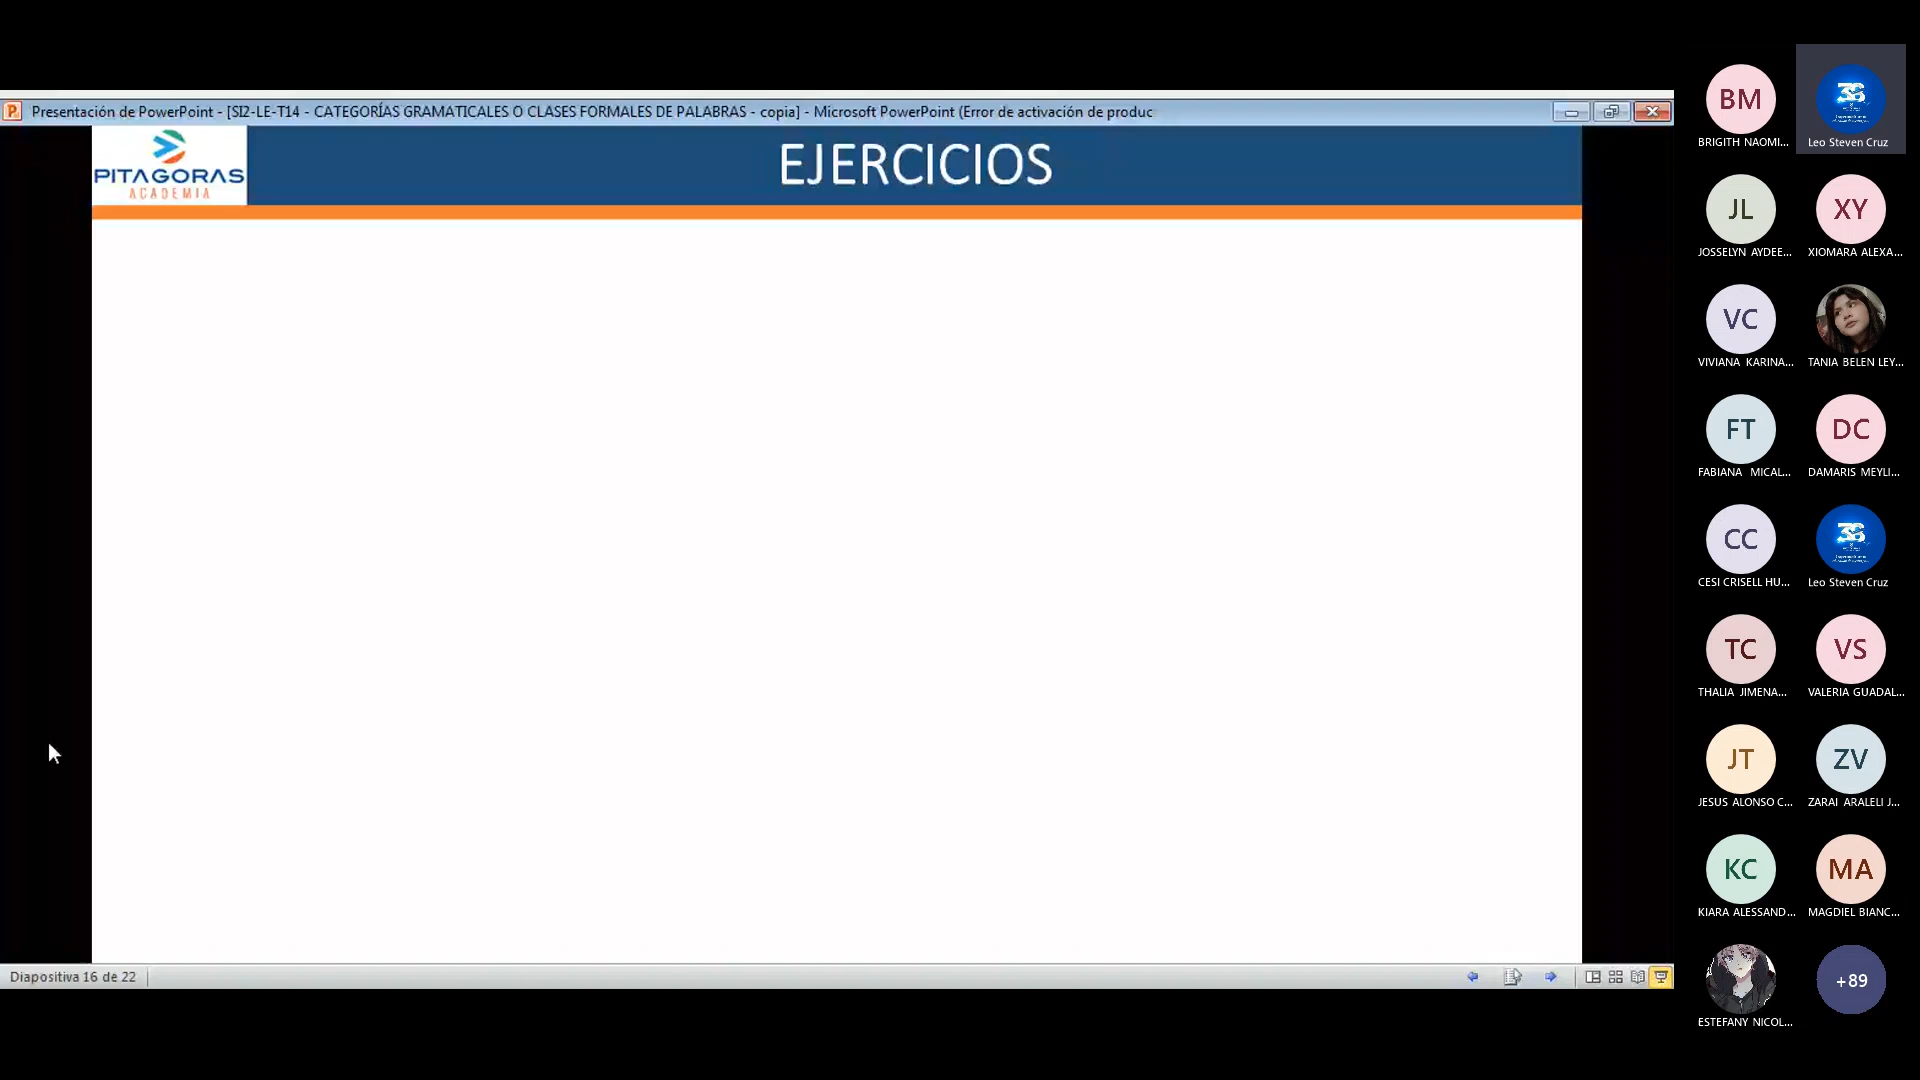 Presentación de PowerPoint - [SI2-LE-T14 - CATEGORÍAS GRAMATICALES O CLASES FORMALES DE PALABRAS - copia] - Microsoft PowerPoint (Error de activación de produc
PITAGORAS
ACADEMIA
EJERCICIOS
Diapositiva 16 de 22
BM
BRIGITH NAOMI...
Leo Steven Cruz
JL
JOSSELYN AYDEE...
XY
XIOMARA ALEXA...
VC
VIVIANA KARINA...
TANIA BELEN LEY...
FT
FABIANA MICAL...
DC
DAMARIS MEYLI...
CC
CESI CRISELL HU...
Leo Steven Cruz
TC
THALIA JIMENA...
VS
VALERIA GUADAL...
JT
JESUS ALONSO C...
ZV
ZARAI ARALELI J...
KC
KIARA ALESSAND...
MA
MAGDIEL BIANC...
ESTEFANY NICOL...
+89